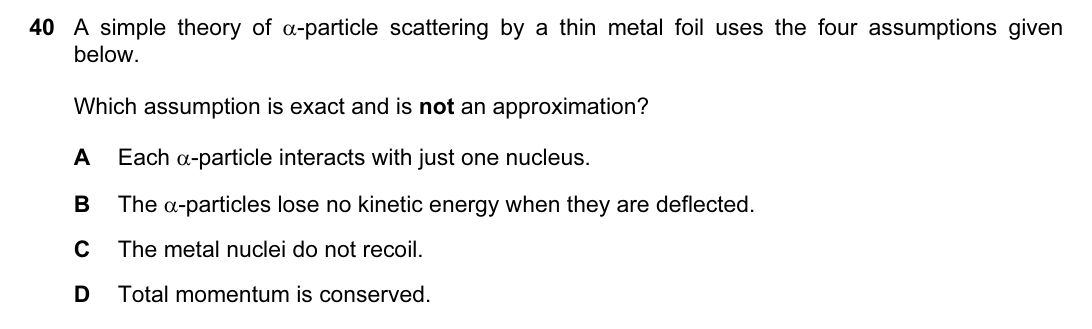 40 A simple theory of α-particle scattering by a thin metal foil uses the four assumptions given
below.
Which assumption is exact and is not an approximation?
A Each α-particle interacts with just one nucleus.
B The α-particles lose no kinetic energy when they are deflected.
C The metal nuclei do not recoil.
D Total momentum is conserved.